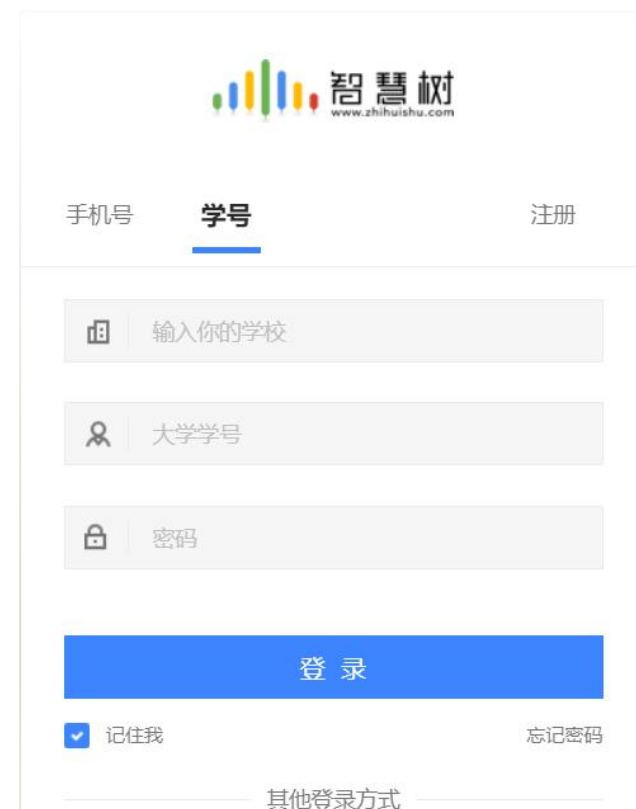 智慧树
www.zhihuishu.com
手机号 学号 注册
输入你的学校
大学学号
密码
登录
记住我 忘记密码
其他登录方式